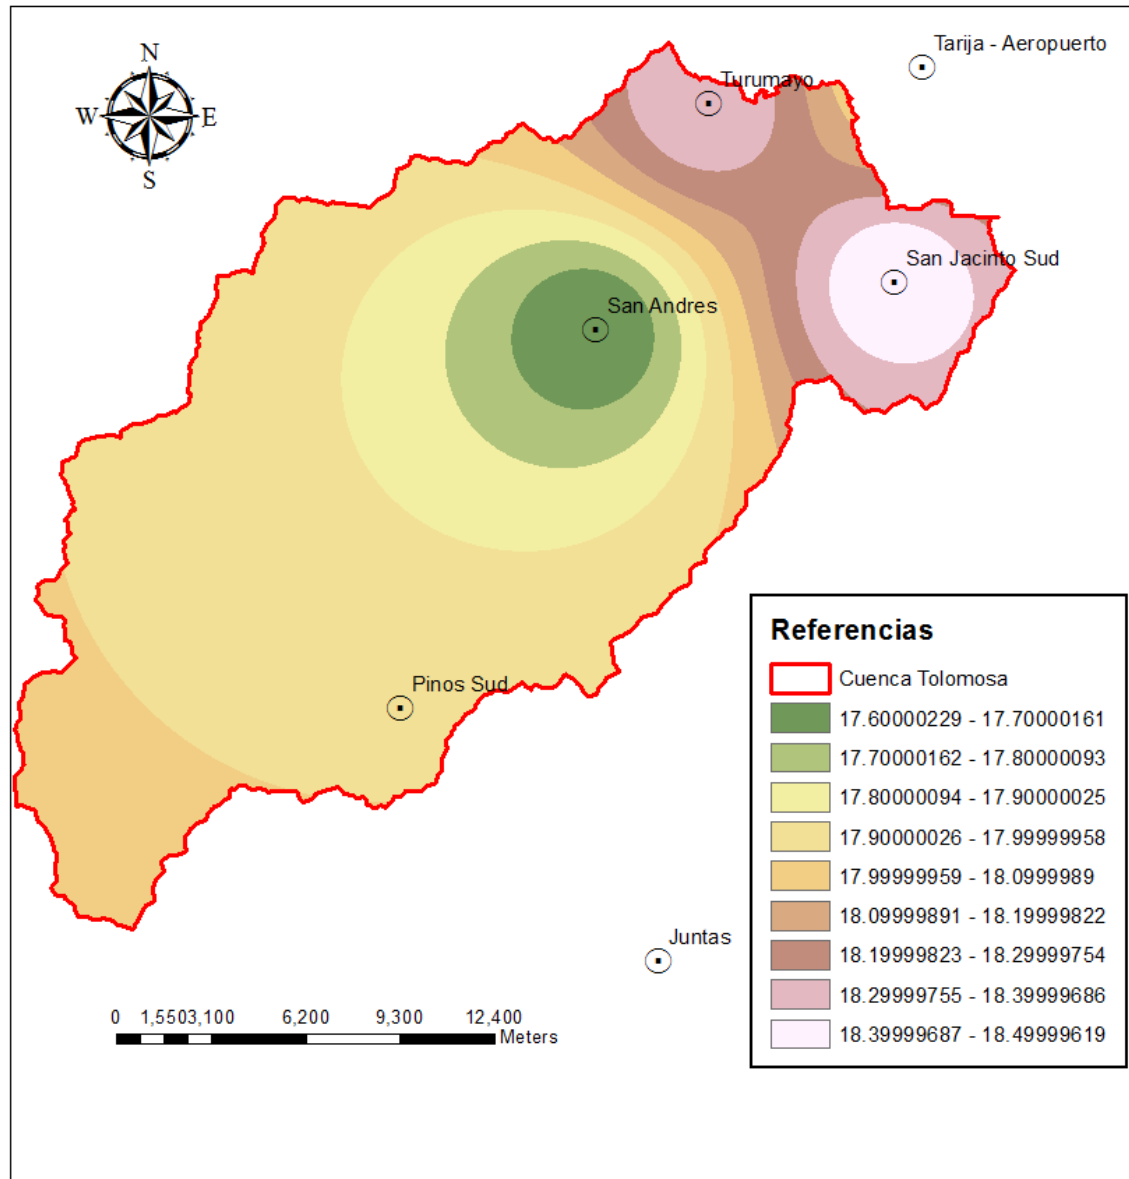 N
W E
S
Tarija - Aeropuerto
Turumayo
San Jacinto Sud
San Andres
Pinos Sud
Juntas
0 1,5503,100 6,200 9,300 12,400
Meters
Referencias
Cuenca Tolomosa
17.60000229 - 17.70000161
17.70000162 - 17.80000093
17.80000094 - 17.90000025
17.90000026 - 17.99999958
17.99999959 - 18.0999989
18.09999891 - 18.19999822
18.19999823 - 18.29999754
18.29999755 - 18.39999686
18.39999687 - 18.49999619